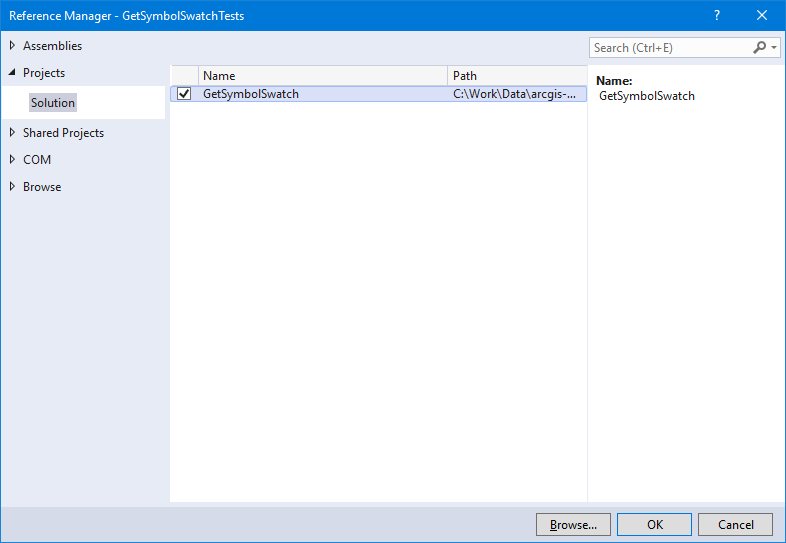 Reference Manager - GetSymbolSwatchTests
Assemblies
Projects
Solution
Shared Projects
COM
Browse
Name Path
GetSymbolSwatch C:\Work\Data\arcgis-...
Search (Ctrl+E)
Name:
GetSymbolSwatch
Browse... OK Cancel